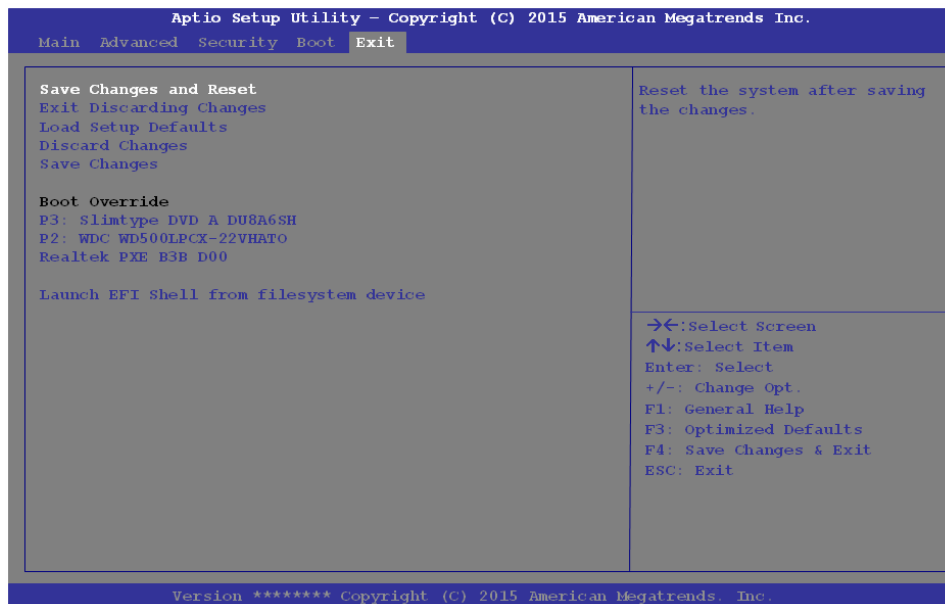 Aptio Setup Utility – Copyright (C) 2015 American Megatrends Inc.
Main Advanced Security Boot Exit
Save Changes and Reset
Exit Discarding Changes
Load Setup Defaults
Discard Changes
Save Changes
Boot Override
P3: Slimtype DVD A DU8A6SH
P2: WDC WD500LPCX-22VHATO
Realtek PXE B3B D00
Launch EFI Shell from filesystem device
Reset the system after saving
the changes.
→←:Select Screen
↑↓:Select Item
Enter: Select
+/-: Change Opt.
F1: General Help
F3: Optimized Defaults
F4: Save Changes & Exit
ESC: Exit
Version ******** Copyright (C) 2015 American Megatrends. Inc.